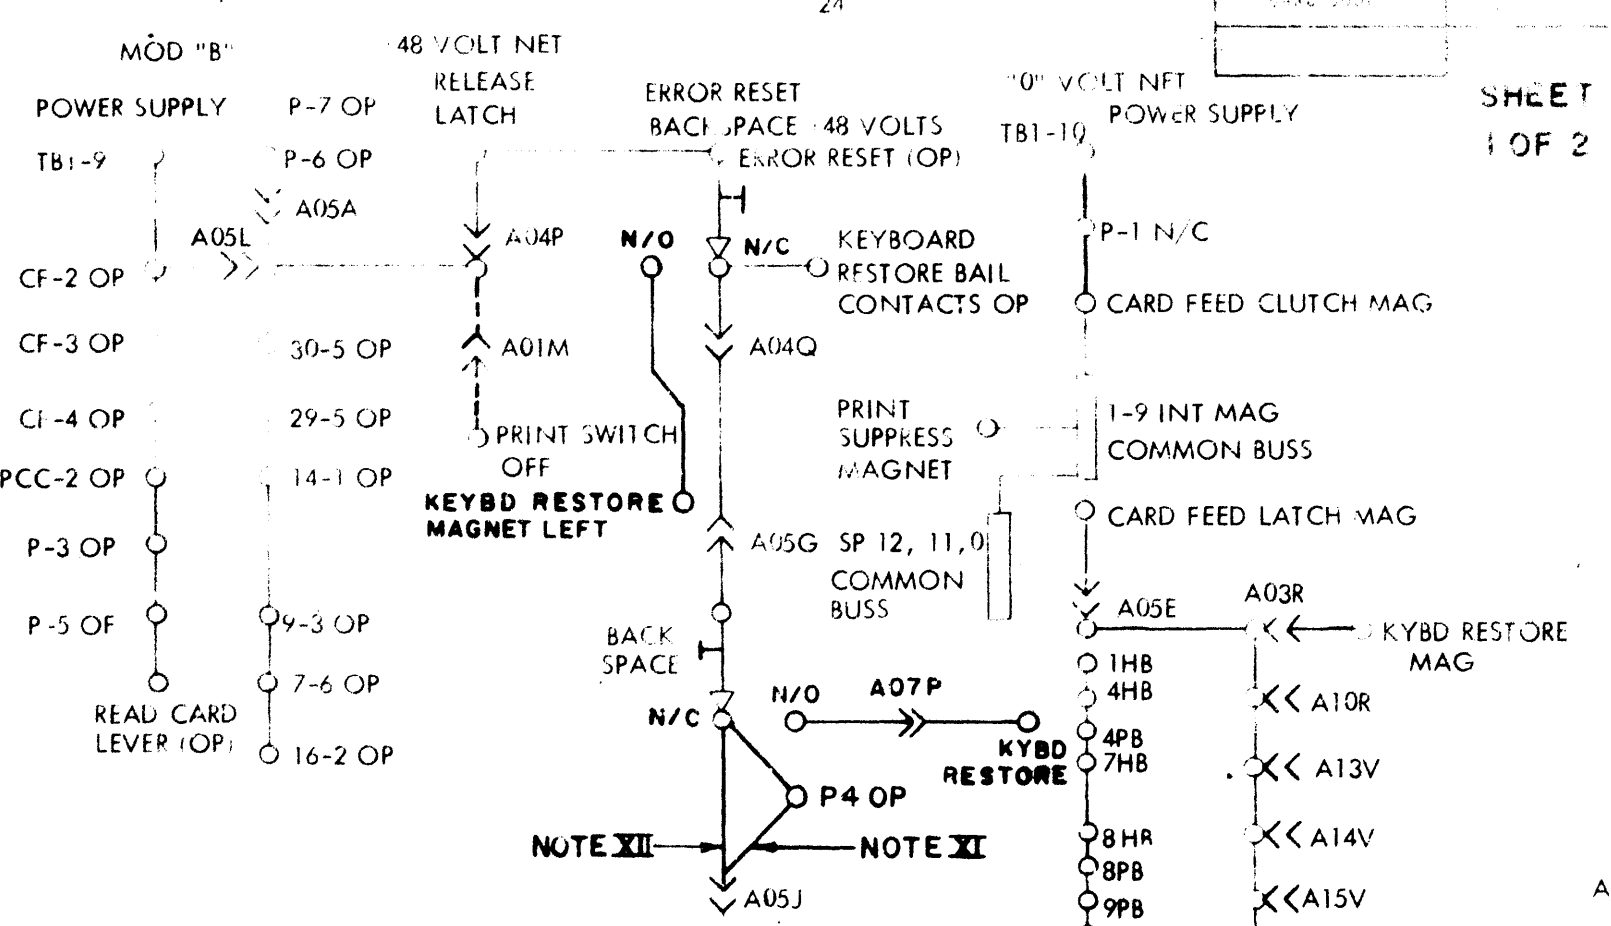 24
MOD "B"
POWER SUPPLY
P-7 OP
TB1-9
P-6 OP
A05A
A05L
CF-2 OP
CF-3 OP
30-5 OP
CF-4 OP
29-5 OP
PCC-2 OP
14-1 OP
P-3 OP
P-5 OF
9-3 OP
7-6 OP
READ CARD
LEVER (OP)
16-2 OP
48 VOLT NET
RELEASE
LATCH
A04P
A01M
PRINT SWITCH
OFF
KEYBD RESTORE
MAGNET LEFT
N/O
ERROR RESET
BACKSPACE 48 VOLTS
ERROR RESET (OP)
N/C
KEYBOARD
RESTORE BAIL
CONTACTS OP
A04Q
PRINT
SUPPRESS
MAGNET
A05G
SP 12, 11,0
COMMON
BUSS
BACK
SPACE
N/C
N/O
A07P
KYBD
RESTORE
P4 OP
NOTE XII
NOTE XI
A05J
"0" VOLT NET
POWER SUPPLY
TB1-10
P-1 N/C
CARD FEED CLUTCH MAG
1-9 INT MAG
COMMON BUSS
CARD FEED LATCH MAG
A05E
A03R
KYBD RESTORE
MAG
1HB
4HB
A10R
4PB
7HB
A13V
8HB
A14V
8PB
9PB
A15V
SHEET
1 OF 2
A